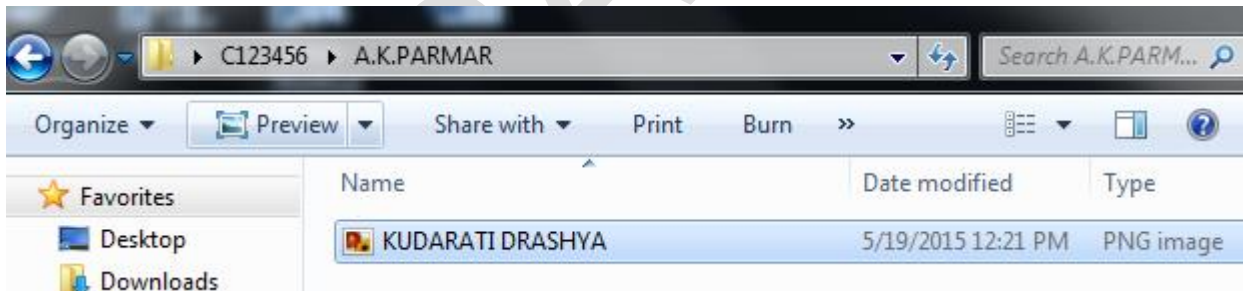 C123456 A.K.PARMAR Search A.K.PARM...
Organize Preview Share with Print Burn »
Favorites Name Date modified Type
Desktop KUDARATI DRASHYA 5/19/2015 12:21 PM PNG image
Downloads